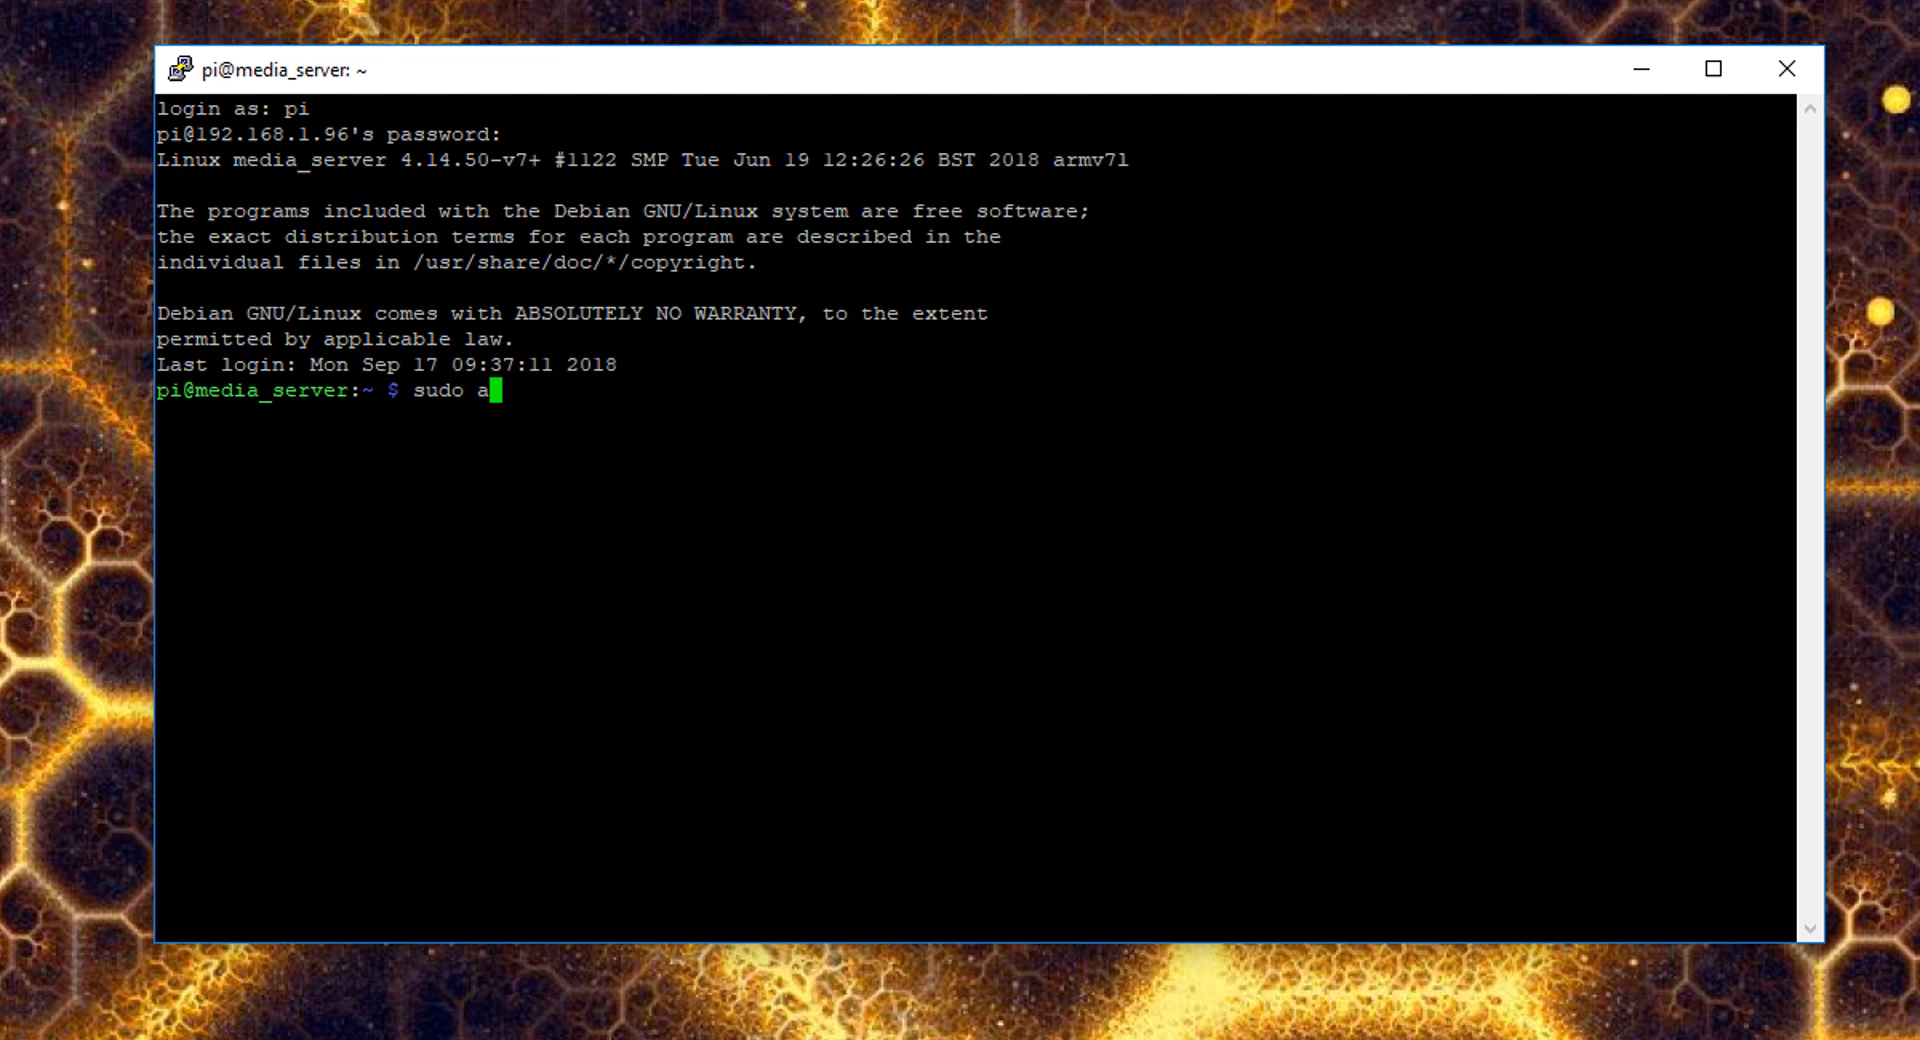 pi@media_server: ~
login as: pi
pi@192.168.1.96's password:
Linux media_server 4.14.50-v7+ #1122 SMP Tue Jun 19 12:26:26 BST 2018 armv7l
The programs included with the Debian GNU/Linux system are free software;
the exact distribution terms for each program are described in the
individual files in /usr/share/doc/*/copyright.
Debian GNU/Linux comes with ABSOLUTELY NO WARRANTY, to the extent
permitted by applicable law.
Last login: Mon Sep 17 09:37:11 2018
pi@media_server:~ $ sudo a